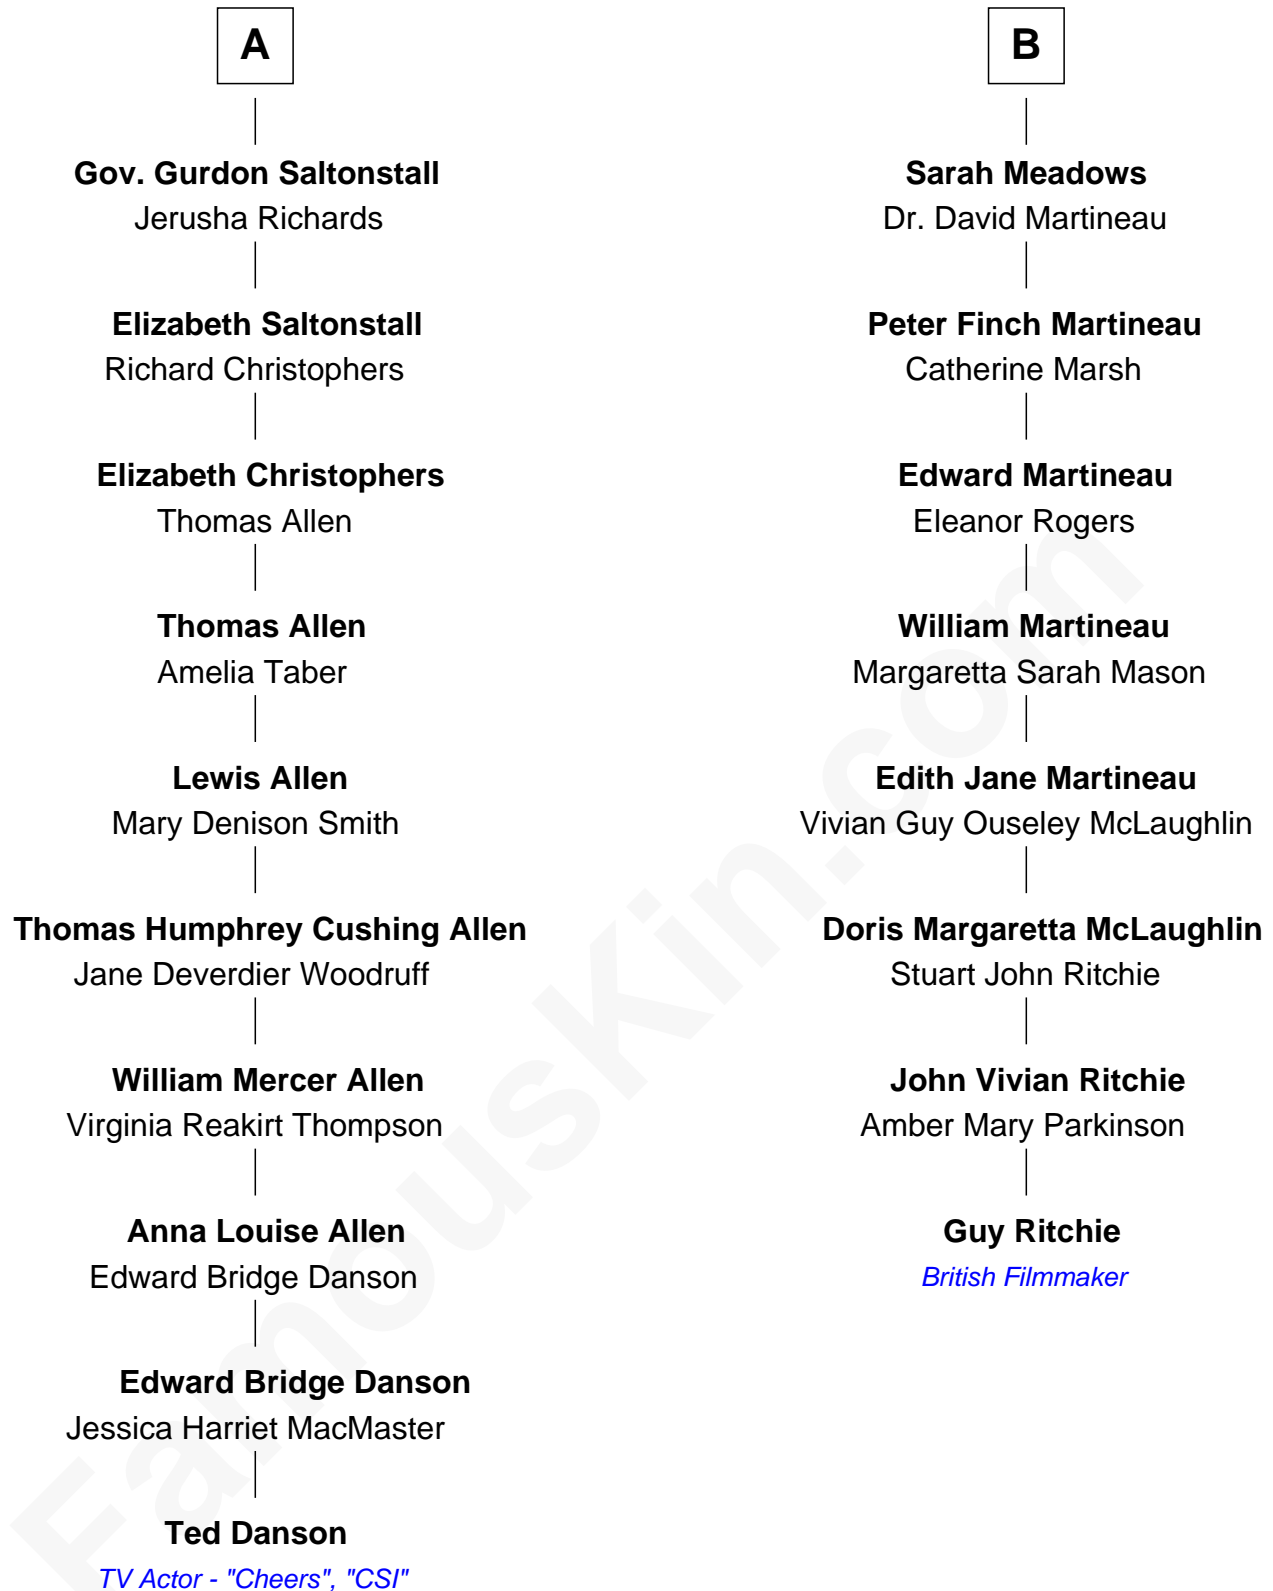 A
Gov. Gurdon Saltonstall
Jerusha Richards
Elizabeth Saltonstall
Richard Christophers
Elizabeth Christophers
Thomas Allen
Thomas Allen
Amelia Taber
Lewis Allen
Mary Denison Smith
Thomas Humphrey Cushing Allen
Jane Deverdier Woodruff
William Mercer Allen
Virginia Reakirt Thompson
Anna Louise Allen
Edward Bridge Danson
Edward Bridge Danson
Jessica Harriet MacMaster
Ted Danson
TV Actor - "Cheers", "CSI"
B
Sarah Meadows
Dr. David Martineau
Peter Finch Martineau
Catherine Marsh
Edward Martineau
Eleanor Rogers
William Martineau
Margaretta Sarah Mason
Edith Jane Martineau
Vivian Guy Ouseley McLaughlin
Doris Margaretta McLaughlin
Stuart John Ritchie
John Vivian Ritchie
Amber Mary Parkinson
Guy Ritchie
British Filmmaker
FamousKin.com